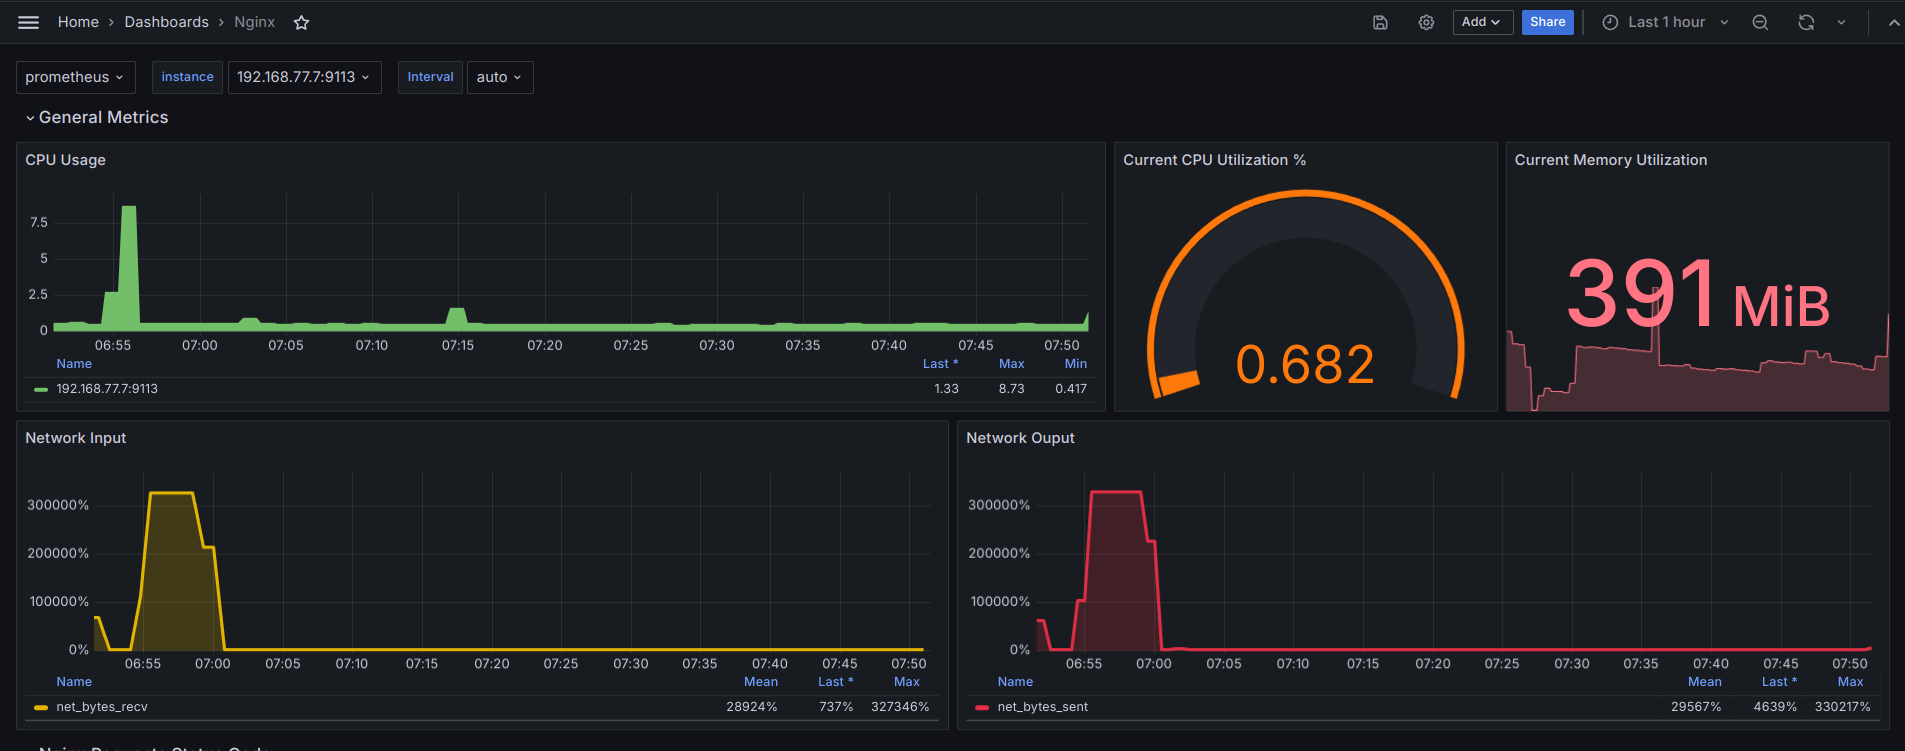 Home › Dashboards › Nginx
Add
Share
Last 1 hour
prometheus
instance
192.168.77.7:9113
Interval
auto
General Metrics
CPU Usage
7.5
5
2.5
0
06:55 07:00 07:05 07:10 07:15 07:20 07:25 07:30 07:35 07:40 07:45 07:50
Name Last * Max Min
192.168.77.7:9113 1.33 8.73 0.417
Current CPU Utilization %
0.682
Current Memory Utilization
391 MiB
Network Input
300000%
200000%
100000%
0%
06:55 07:00 07:05 07:10 07:15 07:20 07:25 07:30 07:35 07:40 07:45 07:50
Name Mean Last * Max
net_bytes_recv 28924% 737% 327346%
Network Ouput
300000%
200000%
100000%
0%
06:55 07:00 07:05 07:10 07:15 07:20 07:25 07:30 07:35 07:40 07:45 07:50
Name Mean Last * Max
net_bytes_sent 29567% 4639% 330217%